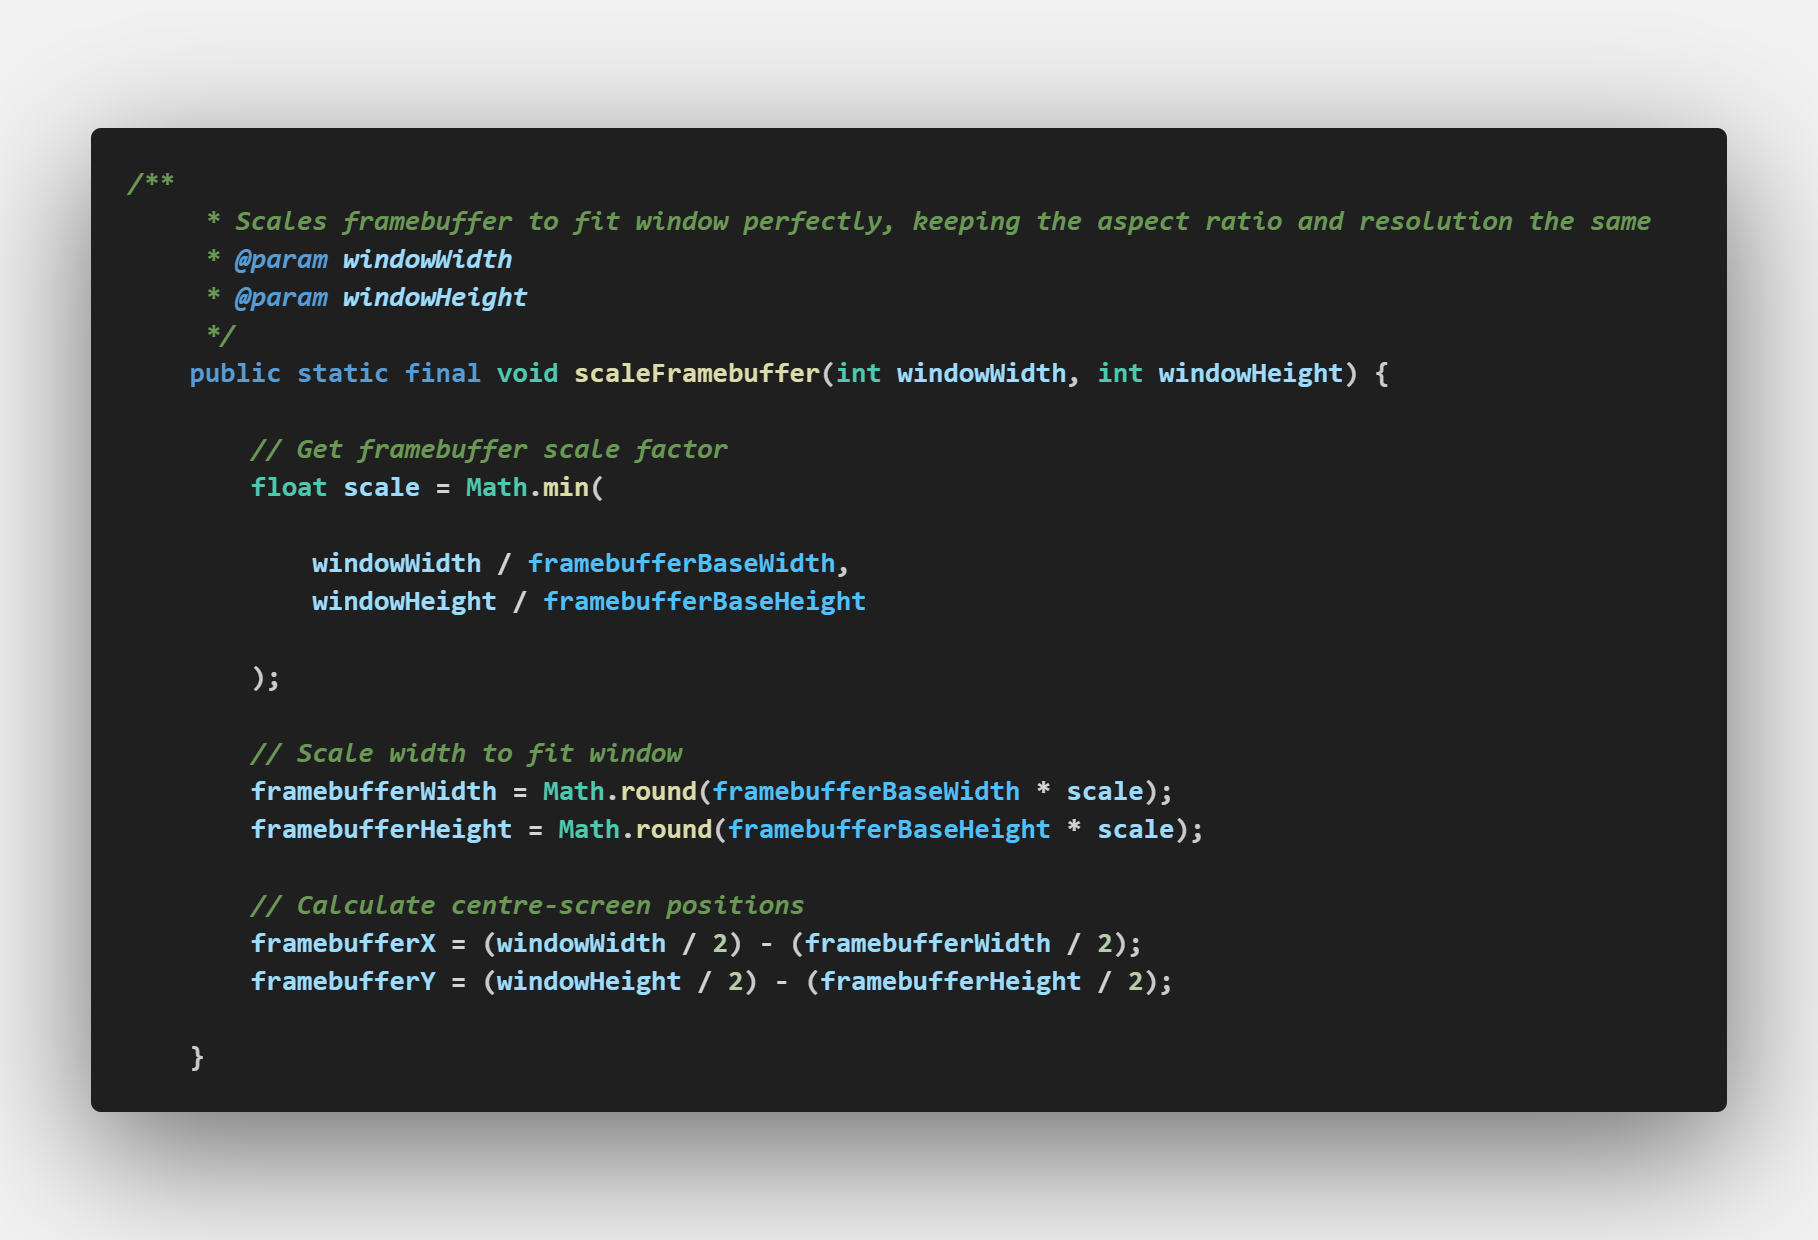 /**
* Scales framebuffer to fit window perfectly, keeping the aspect ratio and resolution the same
* @param windowWidth
* @param windowHeight
*/
public static final void scaleFramebuffer(int windowWidth, int windowHeight) {
// Get framebuffer scale factor
float scale = Math.min(
windowWidth / framebufferBaseWidth,
windowHeight / framebufferBaseHeight
);
// Scale width to fit window
framebufferWidth = Math.round(framebufferBaseWidth * scale);
framebufferHeight = Math.round(framebufferBaseHeight * scale);
// Calculate centre-screen positions
framebufferX = (windowWidth / 2) - (framebufferWidth / 2);
framebufferY = (windowHeight / 2) - (framebufferHeight / 2);
}